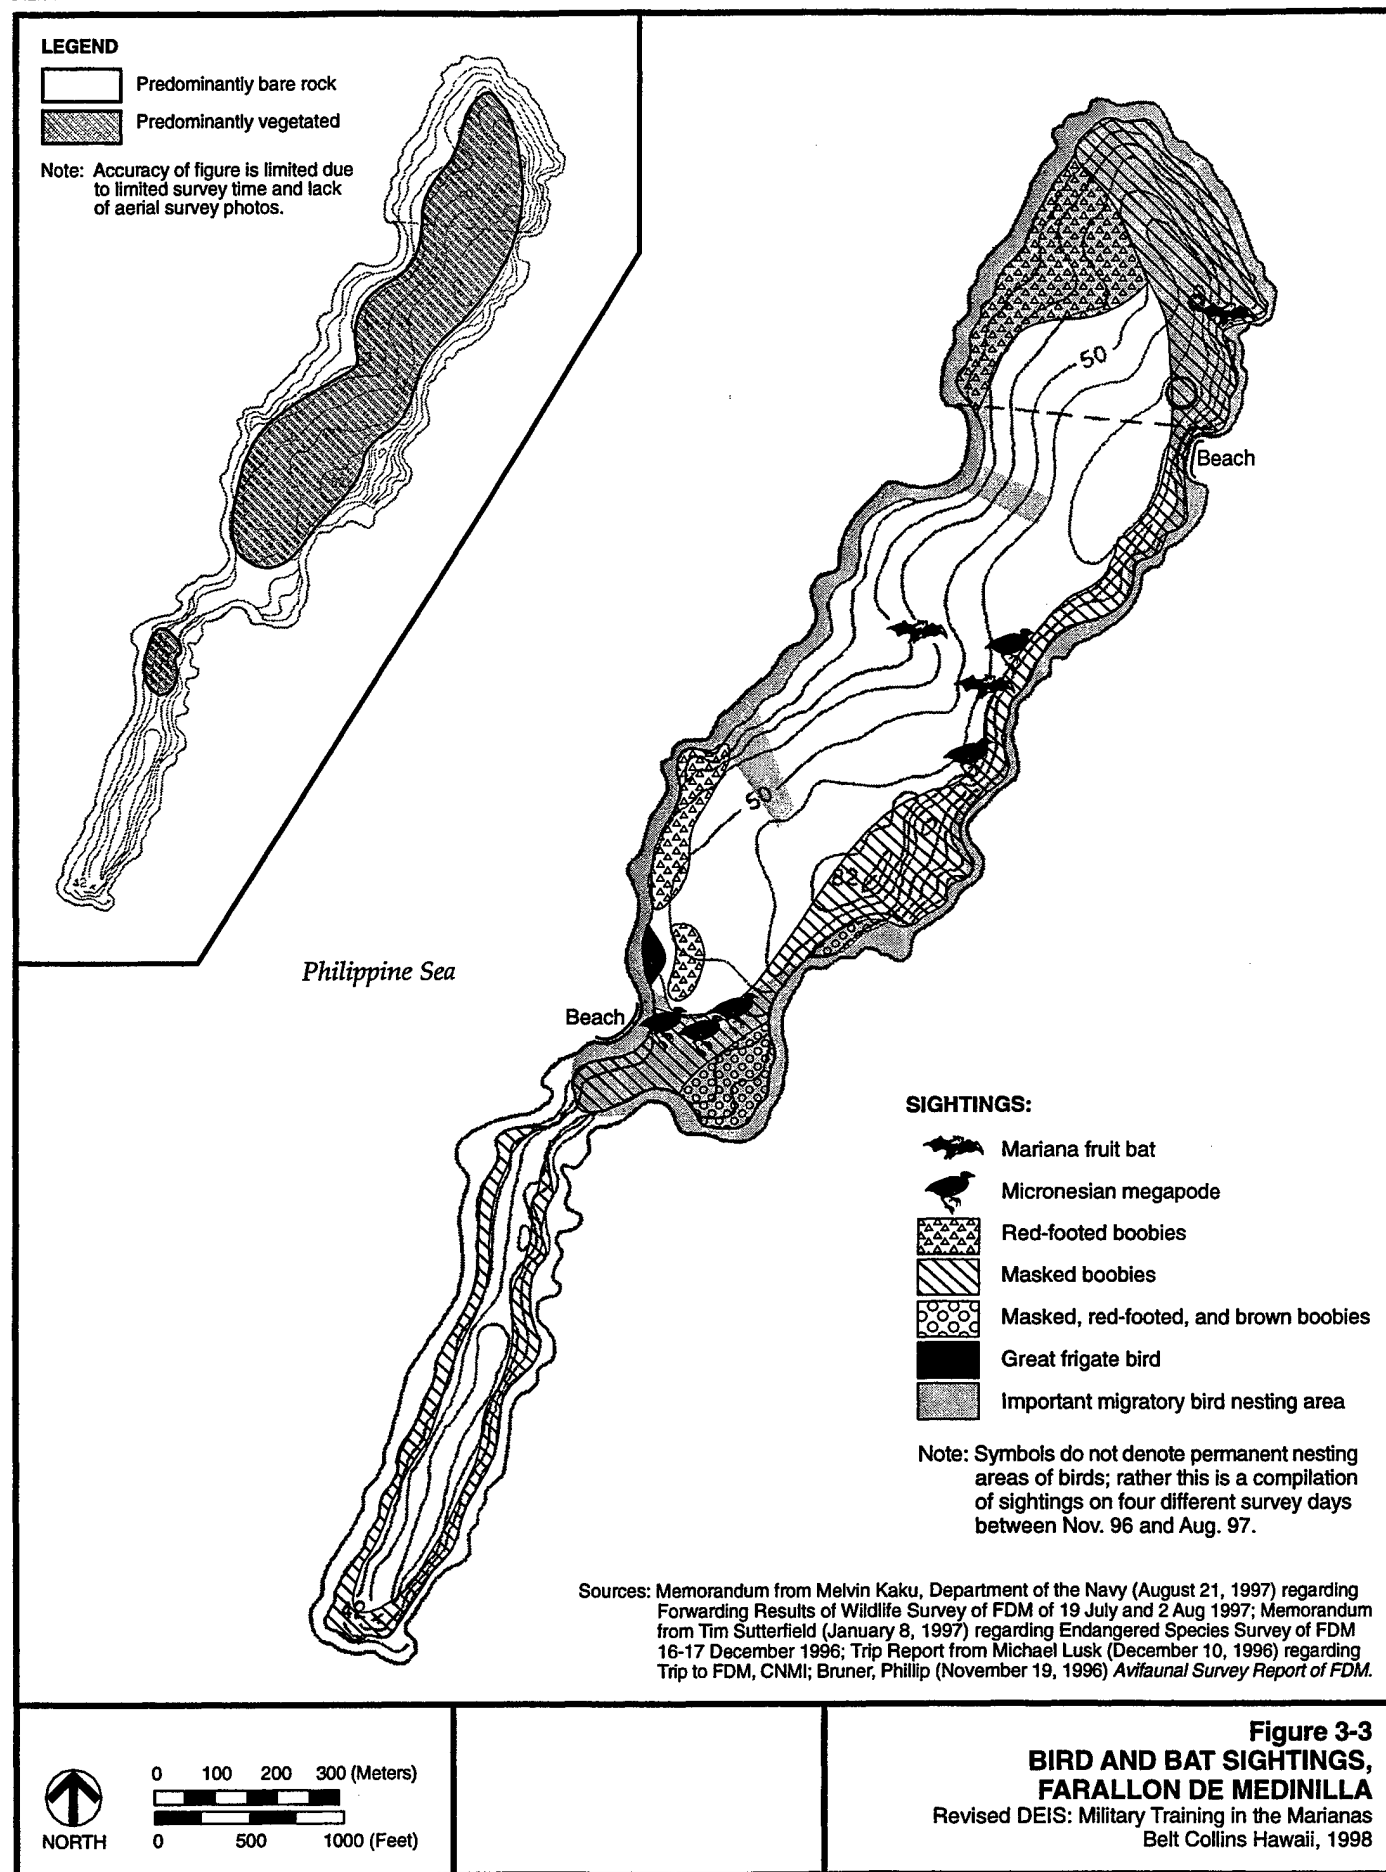 LEGEND
Predominantly bare rock
Predominantly vegetated
Note: Accuracy of figure is limited due
to limited survey time and lack
of aerial survey photos.
50
Beach
50
Philippine Sea
Beach
SIGHTINGS:
Mariana fruit bat
Micronesian megapode
Red-footed boobies
Masked boobies
Masked, red-footed, and brown boobies
Great frigate bird
Important migratory bird nesting area
Note: Symbols do not denote permanent nesting
areas of birds; rather this is a compilation
of sightings on four different survey days
between Nov. 96 and Aug. 97.
Sources: Memorandum from Melvin Kaku, Department of the Navy (August 21, 1997) regarding
Forwarding Results of Wildlife Survey of FDM of 19 July and 2 Aug 1997; Memorandum
from Tim Sutterfield (January 8, 1997) regarding Endangered Species Survey of FDM
16-17 December 1996; Trip Report from Michael Lusk (December 10, 1996) regarding
Trip to FDM, CNMI; Bruner, Phillip (November 19, 1996) Avifaunal Survey Report of FDM.
NORTH
0 100 200 300 (Meters)
0 500 1000 (Feet)
Figure 3-3
BIRD AND BAT SIGHTINGS,
FARALLON DE MEDINILLA
Revised DEIS: Military Training in the Marianas
Belt Collins Hawaii, 1998